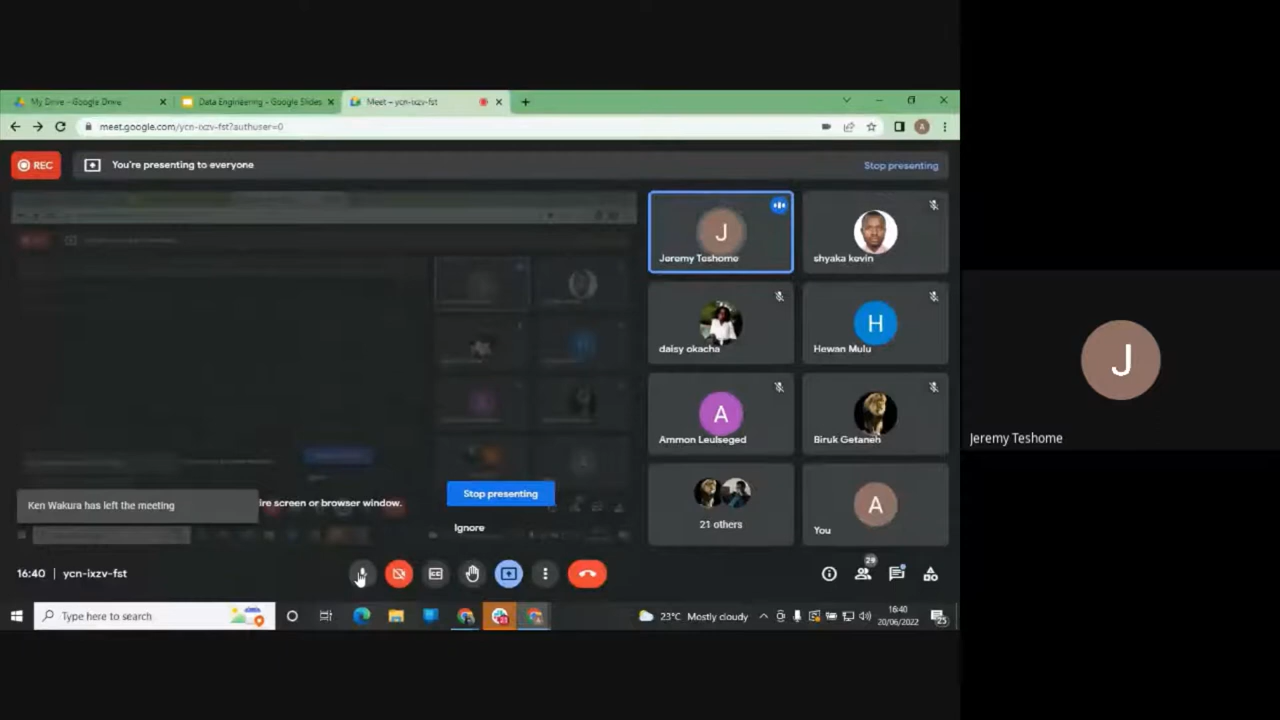 My Drive - Google Drive
Data Engineering - Google Slides
Meet – ycn-ixzv-fst
meet.google.com/ycn-ixzv-fst?authuser=0
A
REC
You're presenting to everyone
Stop presenting
J
Jeremy Teshome
shyaka kevin
daisy okacha
H
Hewan Mulu
A
Ammon Leulseged
Biruk Getaneh
21 others
A
You
J
Jeremy Teshome
Ken Wakura has left the meeting
ire screen or browser window.
Stop presenting
Ignore
16:40 | ycn-ixzv-fst
Type here to search
23°C Mostly cloudy
16:40
20/06/2022
25